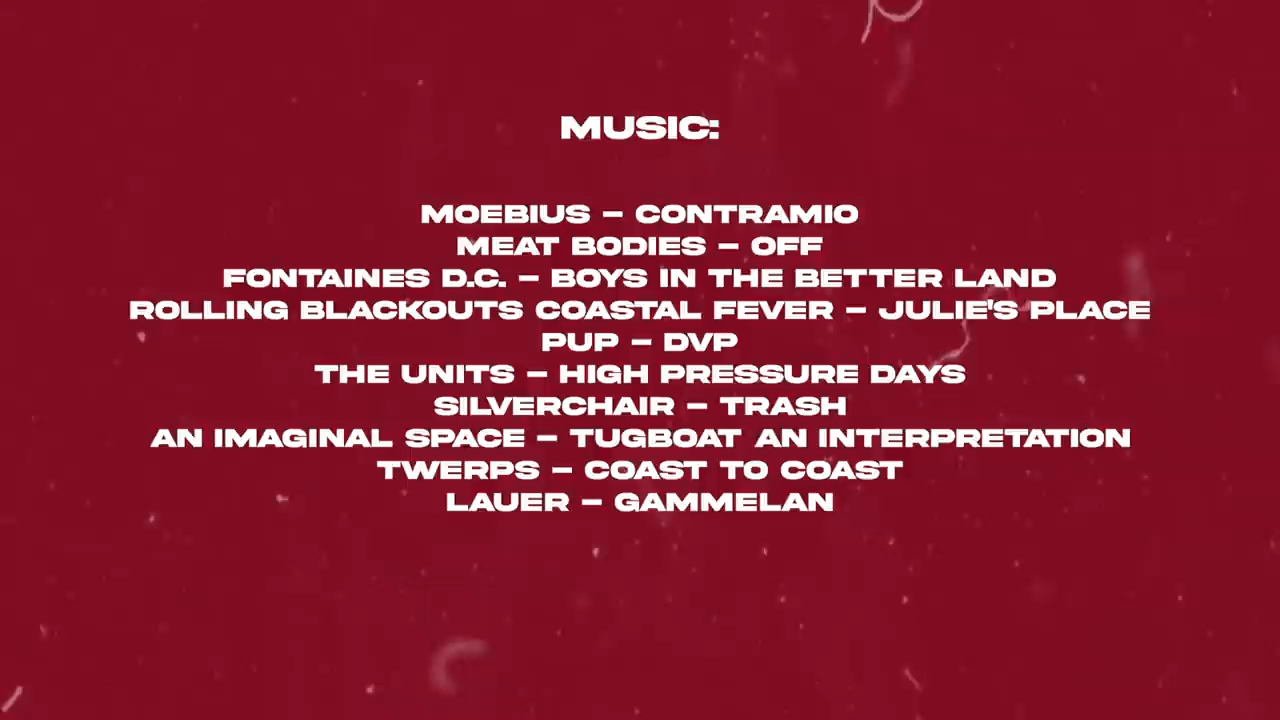 MUSIC:
MOEBIUS – CONTRAMIO
MEAT BODIES – OFF
FONTAINES D.C. – BOYS IN THE BETTER LAND
ROLLING BLACKOUTS COASTAL FEVER – JULIE'S PLACE
PUP – DVP
THE UNITS – HIGH PRESSURE DAYS
SILVERCHAIR – TRASH
AN IMAGINAL SPACE – TUGBOAT AN INTERPRETATION
TWERPS – COAST TO COAST
LAUER – GAMMELAN